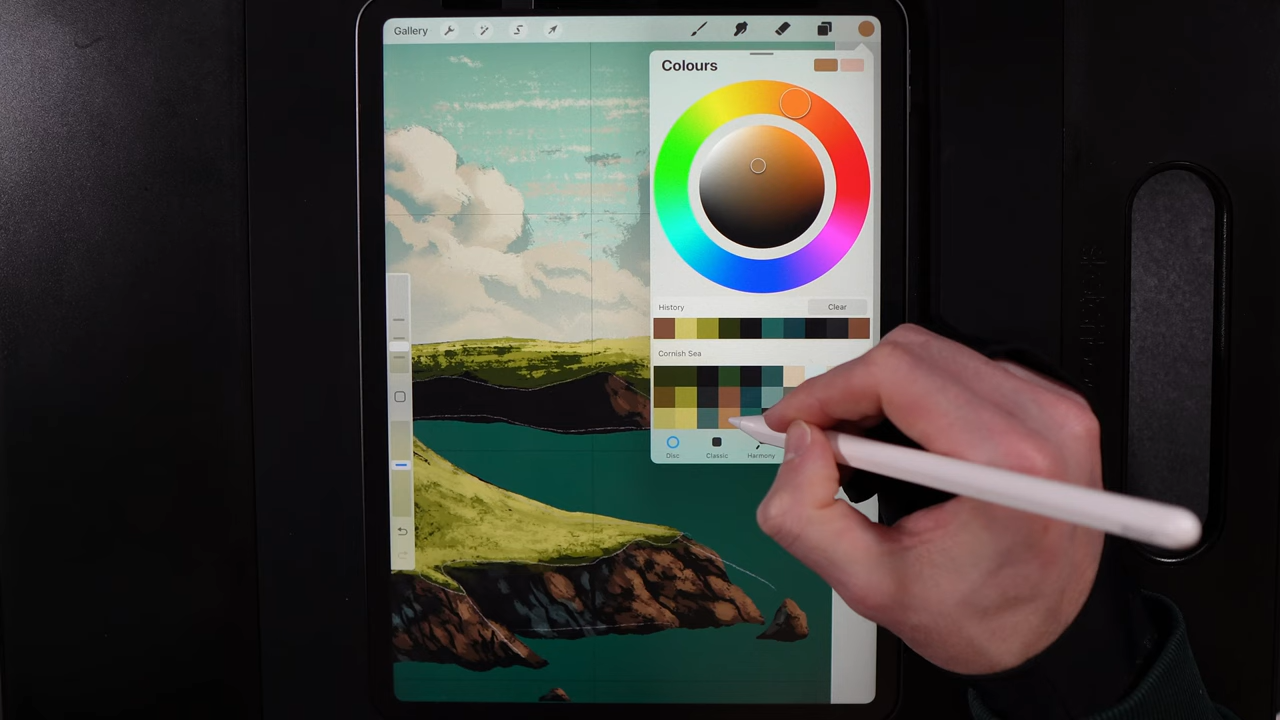 Gallery
Colours
History
Clear
Cornish Sea
Disc
Classic
Harmony